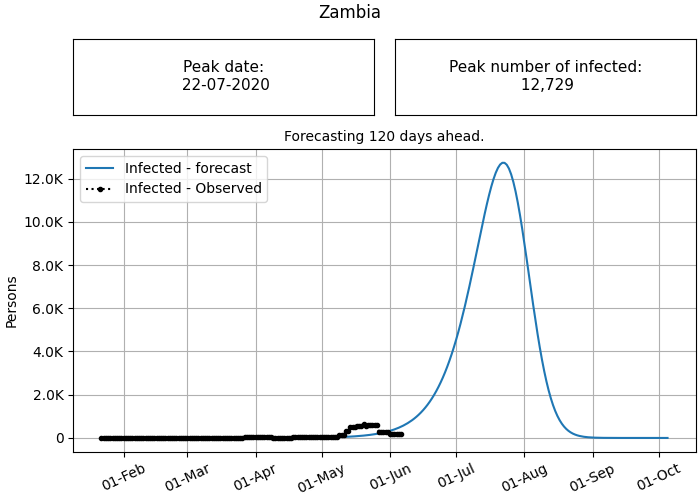 Zambia
Peak date:
22-07-2020
Peak number of infected:
12,729
Forecasting 120 days ahead.
Infected - forecast
Infected - Observed
12.0K
10.0K
8.0K
6.0K
4.0K
2.0K
0
Persons
01-Feb
01-Mar
01-Apr
01-May
01-Jun
01-Jul
01-Aug
01-Sep
01-Oct